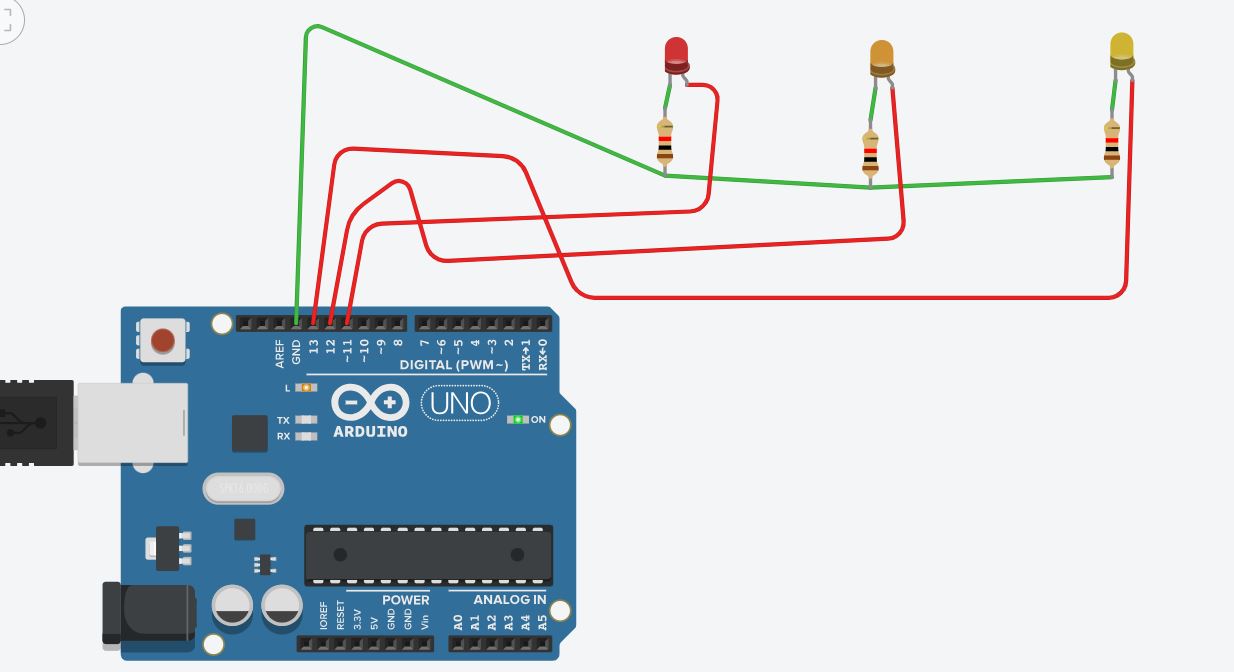 AREF
GND
13
12
~11
~10
~9
8
7
~6
~5
4
~3
2
TX→1
RX←0
DIGITAL (PWM~)
L
TX
RX
UNO
ON
ARDUINO
POWER
ANALOG IN
IOREF
RESET
3.3V
5V
GND
GND
Vin
A0
A1
A2
A3
A4
A5